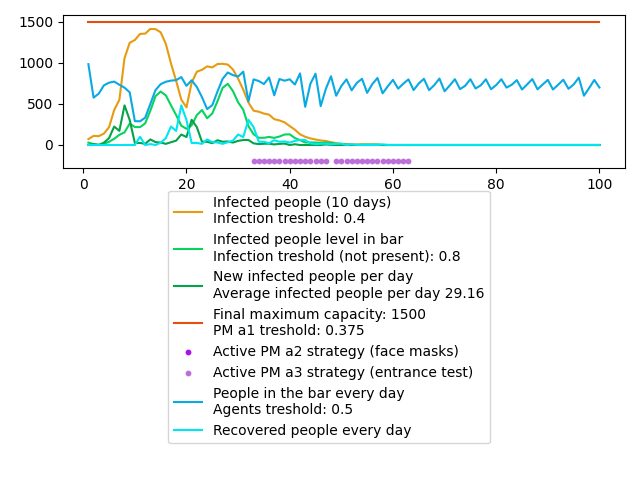 1500
1000
500
0
0 20 40 60 80 100
Infected people (10 days)
Infection treshold: 0.4
Infected people level in bar
Infection treshold (not present): 0.8
New infected people per day
Average infected people per day 29.16
Final maximum capacity: 1500
PM a1 treshold: 0.375
Active PM a2 strategy (face masks)
Active PM a3 strategy (entrance test)
People in the bar every day
Agents treshold: 0.5
Recovered people every day